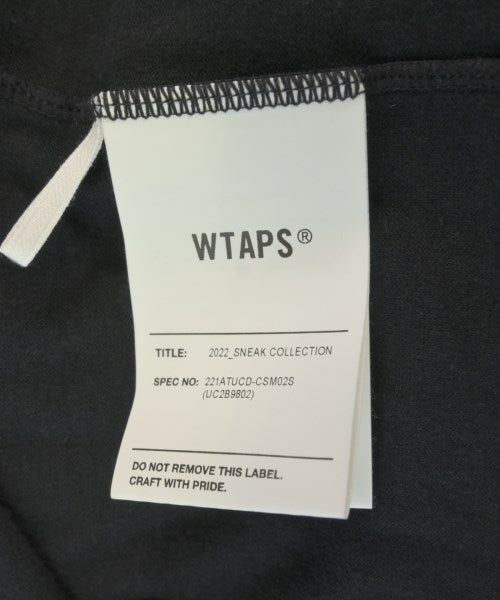 WTAPS®
TITLE: 2022_SNEAK COLLECTION
SPEC NO: 221ATUCD-CSM02S
(UC2B9802)
DO NOT REMOVE THIS LABEL.
CRAFT WITH PRIDE.